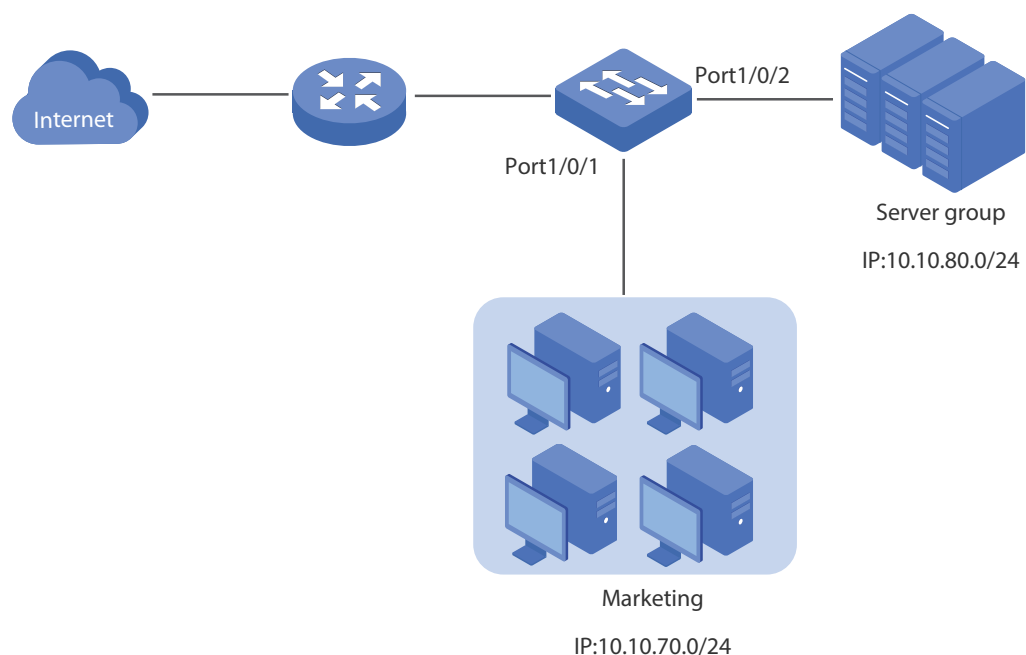 Internet
Port1/0/2
Port1/0/1
Server group
IP:10.10.80.0/24
Marketing
IP:10.10.70.0/24